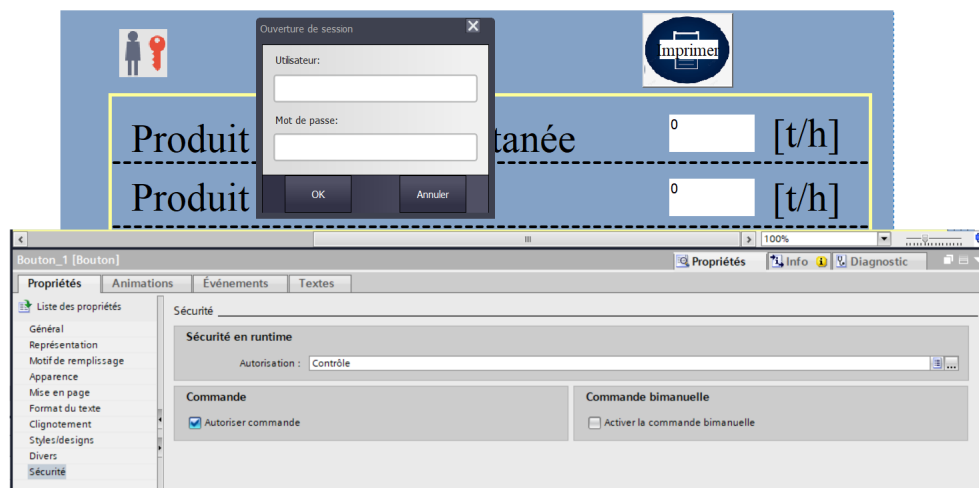 Ouverture de session
Utilisateur:
Imprimer
Mot de passe:
Produit tanée 0 [t/h]
OK Annuler
Produit 0 [t/h]
100%
Bouton_1 [Bouton] Propriétés Info Diagnostic
Propriétés Animations Événements Textes
Liste des propriétés
Sécurité
Général
Sécurité en runtime
Représentation
Motif de remplissage
Autorisation : Contrôle
Apparence
Mise en page
Commande Commande bimanuelle
Format du texte
Clignotement
Autoriser commande Activer la commande bimanuelle
Styles/designs
Divers
Sécurité